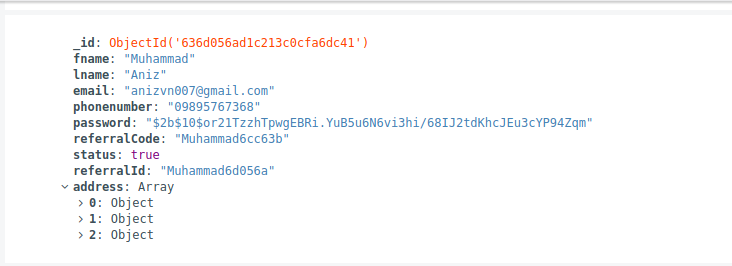 _id: ObjectId('636d056ad1c213c0cfa6dc41')
fname: "Muhammad"
lname: "Aniz"
email: "anizvn007@gmail.com"
phonenumber: "09895767368"
password: "$2b$10$or21TzzhTpwgEBRi.YuB5u6N6vi3hi/68IJ2tdKhcJEu3cYP94Zqm"
referralCode: "Muhammad6cc63b"
status: true
referralId: "Muhammad6d056a"
address: Array
0: Object
1: Object
2: Object